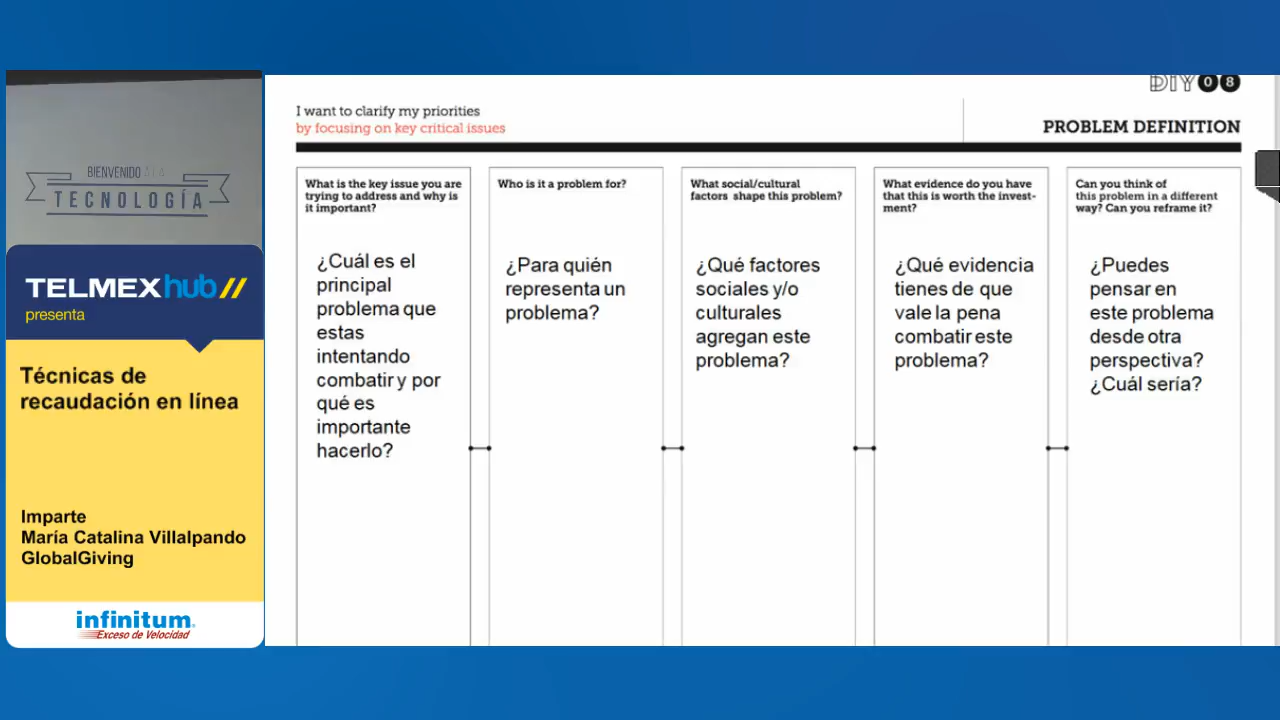 BIENVENIDO A LA
TECNOLOGÍA
TELMEXhub//
presenta
Técnicas de
recaudación en línea
Imparte
María Catalina Villalpando
GlobalGiving
infinitum.
Exceso de Velocidad
DIY 08
I want to clarify my priorities
by focusing on key critical issues
PROBLEM DEFINITION
What is the key issue you are
trying to address and why is
it important?
¿Cuál es el
principal
problema que
estas
intentando
combatir y por
qué es
importante
hacerlo?
Who is it a problem for?
¿Para quién
representa un
problema?
What social/cultural
factors shape this problem?
¿Qué factores
sociales y/o
culturales
agregan este
problema?
What evidence do you have
that this is worth the invest-
ment?
¿Qué evidencia
tienes de que
vale la pena
combatir este
problema?
Can you think of
this problem in a different
way? Can you reframe it?
¿Puedes
pensar en
este problema
desde otra
perspectiva?
¿Cuál sería?